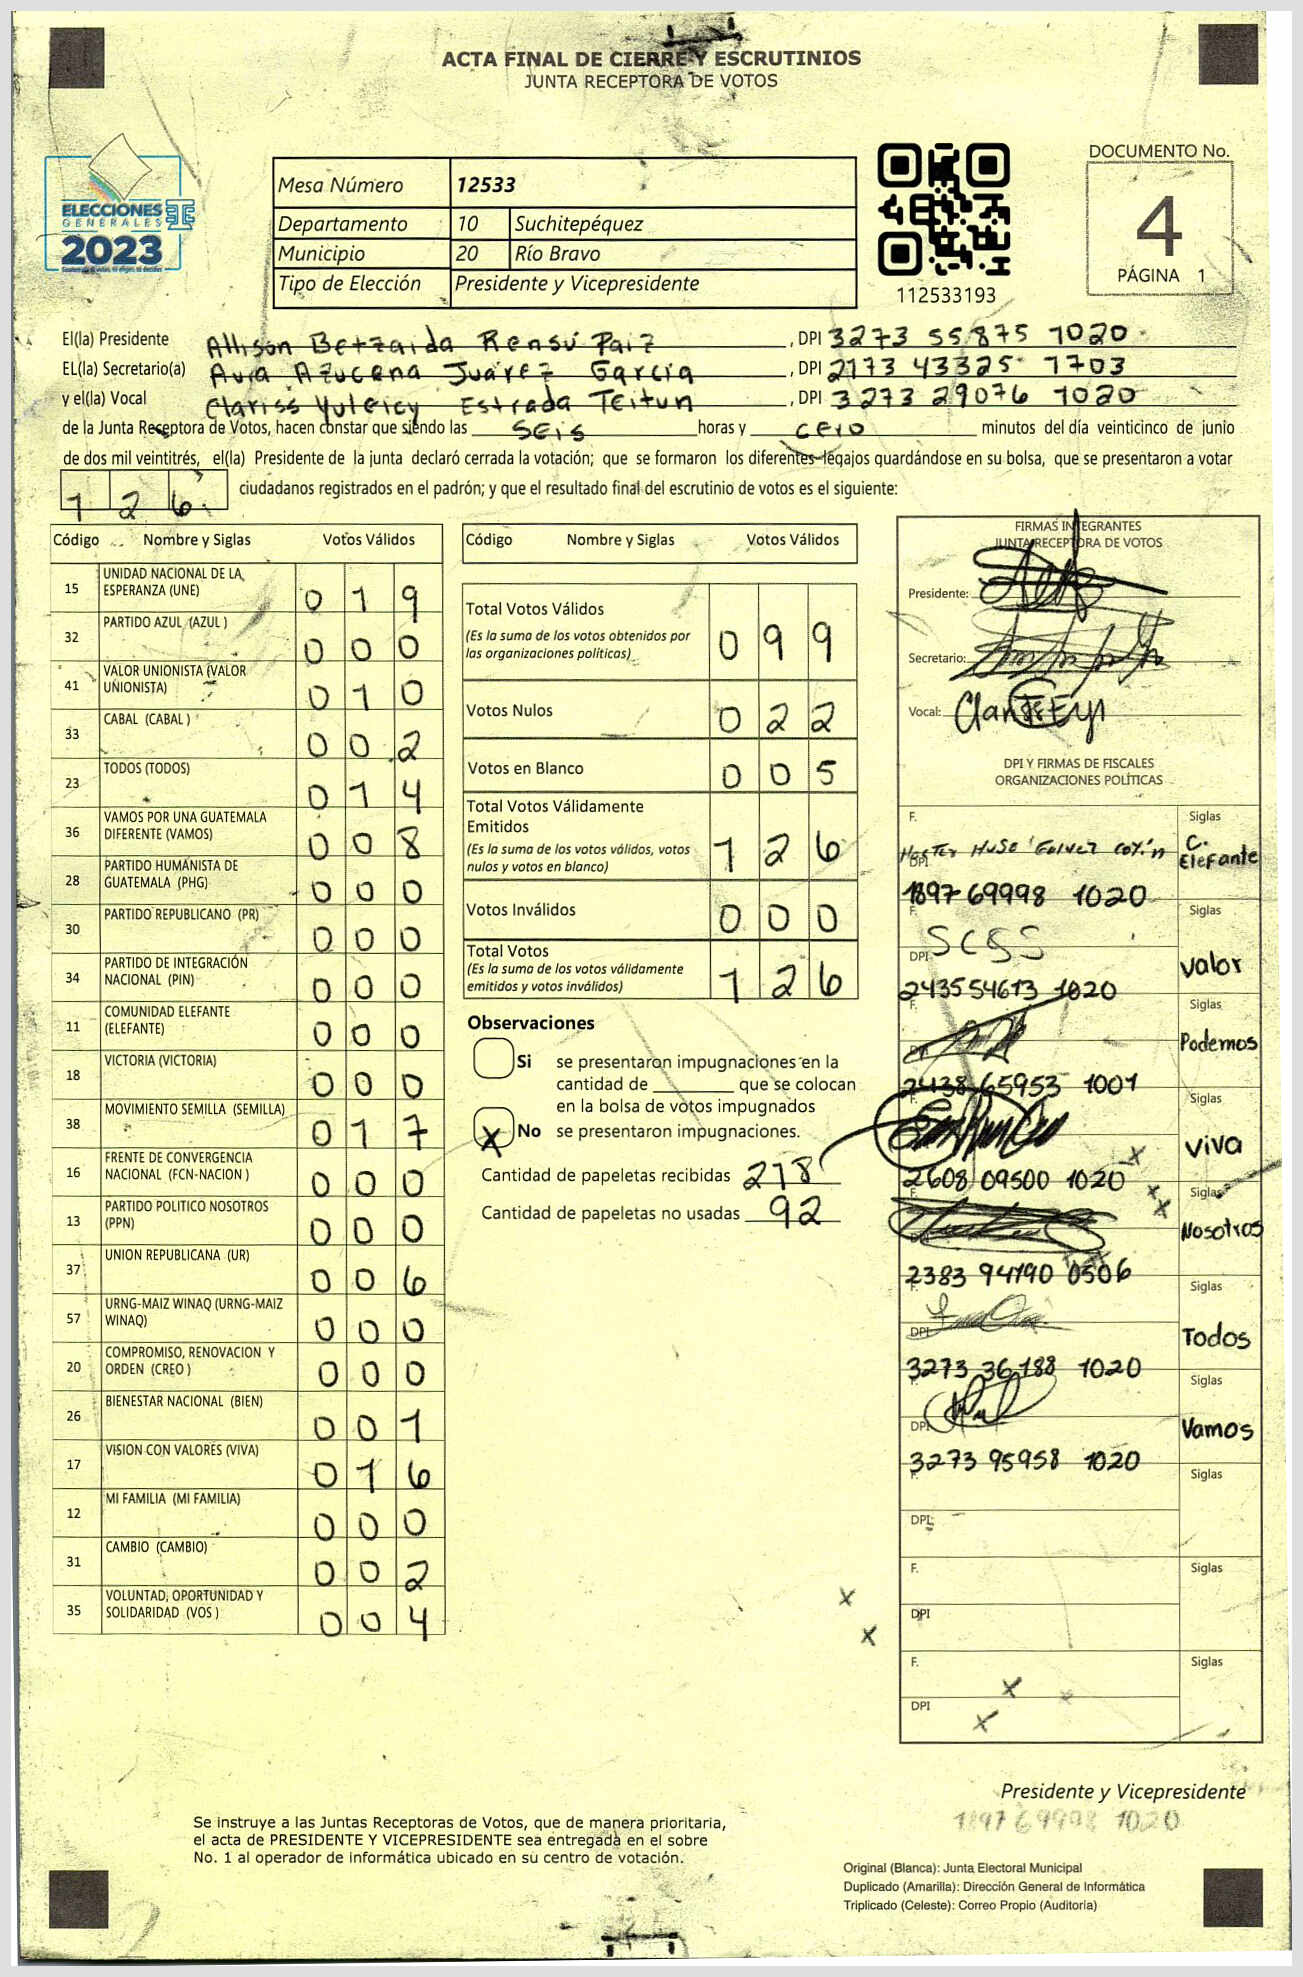 ACTA FINAL DE CIERRE Y ESCRUTINIOS
JUNTA RECEPTORA DE VOTOS
ELECCIONES
GENERALES
2023
Mesa Número 12533
Departamento 10 Suchitepéquez
Municipio 20 Río Bravo
Tipo de Elección Presidente y Vicepresidente
112533193
DOCUMENTO No.
4
PÁGINA 1
El(la) Presidente Allison Betzaida Rensú Paiz , DPI 3273 55875 1020
EL(la) Secretario(a) Aura Azucena Juárez García , DPI 2173 43325 1703
y el(la) Vocal Clariss Yuleicy Estrada Teitun , DPI 3273 29076 1020
de la Junta Receptora de Votos, hacen constar que siendo las SEis horas y cero minutos del día veinticinco de junio
de dos mil veintitrés, el(la) Presidente de la junta declaró cerrada la votación; que se formaron los diferentes legajos guardándose en su bolsa, que se presentaron a votar
126 ciudadanos registrados en el padrón; y que el resultado final del escrutinio de votos es el siguiente:
Código Nombre y Siglas Votos Válidos
15 UNIDAD NACIONAL DE LA ESPERANZA (UNE) 0 1 9
32 PARTIDO AZUL (AZUL ) 0 0 0
41 VALOR UNIONISTA (VALOR UNIONISTA) 0 1 0
33 CABAL (CABAL ) 0 0 2
23 TODOS (TODOS) 0 1 4
36 VAMOS POR UNA GUATEMALA DIFERENTE (VAMOS) 0 0 8
28 PARTIDO HUMANISTA DE GUATEMALA (PHG) 0 0 0
30 PARTIDO REPUBLICANO (PR) 0 0 0
34 PARTIDO DE INTEGRACIÓN NACIONAL (PIN) 0 0 0
11 COMUNIDAD ELEFANTE (ELEFANTE) 0 0 0
18 VICTORIA (VICTORIA) 0 0 0
38 MOVIMIENTO SEMILLA (SEMILLA) 0 1 7
16 FRENTE DE CONVERGENCIA NACIONAL (FCN-NACION ) 0 0 0
13 PARTIDO POLITICO NOSOTROS (PPN) 0 0 0
37 UNION REPUBLICANA (UR) 0 0 6
57 URNG-MAIZ WINAQ (URNG-MAIZ WINAQ) 0 0 0
20 COMPROMISO, RENOVACION Y ORDEN (CREO ) 0 0 0
26 BIENESTAR NACIONAL (BIEN) 0 0 1
17 VISION CON VALORES (VIVA) 0 1 6
12 MI FAMILIA (MI FAMILIA) 0 0 0
31 CAMBIO (CAMBIO) 0 0 2
35 VOLUNTAD, OPORTUNIDAD Y SOLIDARIDAD (VOS ) 0 0 4
Código Nombre y Siglas Votos Válidos
Total Votos Válidos 0 9 9
(Es la suma de los votos obtenidos por
las organizaciones políticas)
Votos Nulos 0 2 2
Votos en Blanco 0 0 5
Total Votos Válidamente
Emitidos 1 2 6
(Es la suma de los votos válidos, votos
nulos y votos en blanco)
Votos Inválidos 0 0 0
Total Votos 1 2 6
(Es la suma de los votos válidamente
emitidos y votos inválidos)
Observaciones
Si se presentaron impugnaciones en la
cantidad de que se colocan
en la bolsa de votos impugnados
X No se presentaron impugnaciones.
Cantidad de papeletas recibidas 218
Cantidad de papeletas no usadas 92
FIRMAS INTEGRANTES
JUNTA RECEPTORA DE VOTOS
Presidente:
Secretario:
Vocal:
DPI Y FIRMAS DE FISCALES
ORGANIZACIONES POLÍTICAS
F. Siglas
C. Elefante
DPI 1897 69998 1020
F. Siglas
Valor
DPI 2435 54613 1020
F. Siglas
Podemos
DPI 2438 65953 1001
F. Siglas
Viva
2608 09500 1020
F. Siglas
Nosotros
2383 94190 0506
F. Siglas
Todos
DPI 3273 36188 1020
F. Siglas
Vamos
DPI 3273 95958 1020
F. Siglas
DPI
F. Siglas
DPI
F. Siglas
DPI
Presidente y Vicepresidente
1897 69998 1020
Se instruye a las Juntas Receptoras de Votos, que de manera prioritaria,
el acta de PRESIDENTE Y VICEPRESIDENTE sea entregada en el sobre
No. 1 al operador de informática ubicado en su centro de votación.
Original (Blanca): Junta Electoral Municipal
Duplicado (Amarilla): Dirección General de Informática
Triplicado (Celeste): Correo Propio (Auditoría)